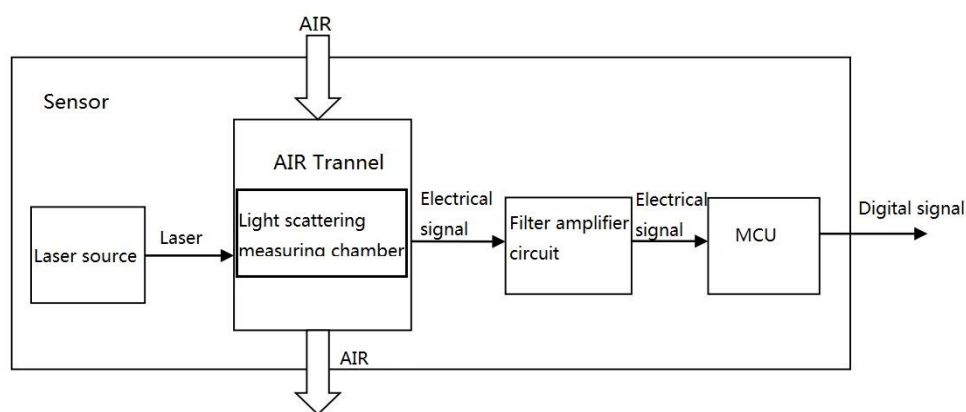 AIR
Sensor
AIR Trannel
Laser source
Laser
Light scattering
measuring chamber
Electrical
signal
Filter amplifier
circuit
Electrical
signal
MCU
Digital signal
AIR